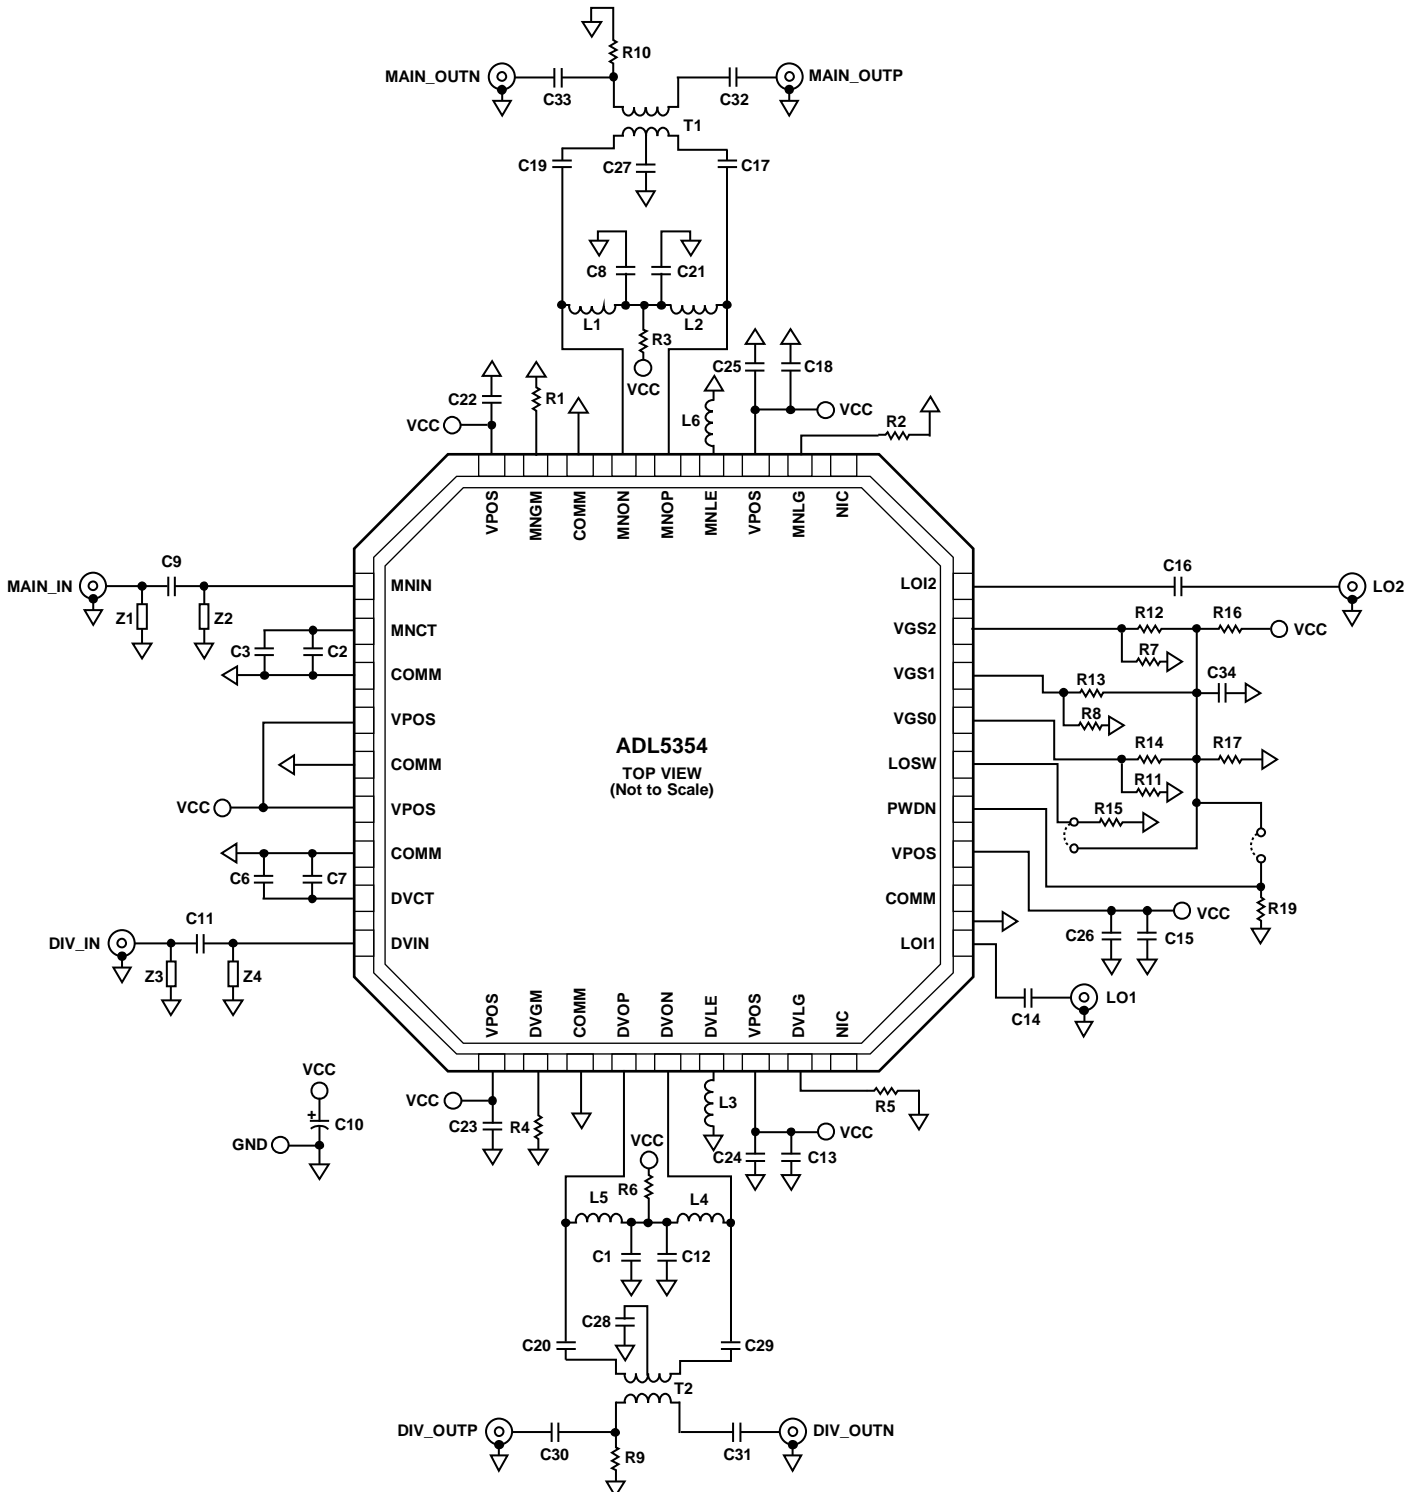 R10
MAIN_OUTN
MAIN_OUTP
C33
C32
T1
C19
C27
C17
C8
C21
L1
L2
R3
VCC
C25
C18
C22
R1
L6
VCC
VCC
R2
VPOS
MNGM
COMM
MNON
MNOP
MNLE
VPOS
MNLG
NIC
C9
C16
MAIN_IN
MNIN
LOI2
LO2
Z1
Z2
R12
R16
MNCT
VGS2
VCC
C3
C2
R7
COMM
VGS1
R13
C34
R8
VPOS
VGS0
ADL5354
R14
R17
COMM
LOSW
TOP VIEW
(Not to Scale)
R11
VCC
VPOS
PWDN
R15
COMM
VPOS
C6
C7
DVCT
COMM
R19
VCC
C11
DIV_IN
DVIN
LOI1
C26
C15
Z3
Z4
LO1
C14
VPOS
DVGM
COMM
DVOP
DVON
DVLE
VPOS
DVLG
NIC
VCC
VCC
L3
R5
+
C10
C23
R4
VCC
GND
VCC
C24
C13
R6
L5
L4
C1
C12
C28
C20
C29
T2
DIV_OUTP
DIV_OUTN
C30
R9
C31